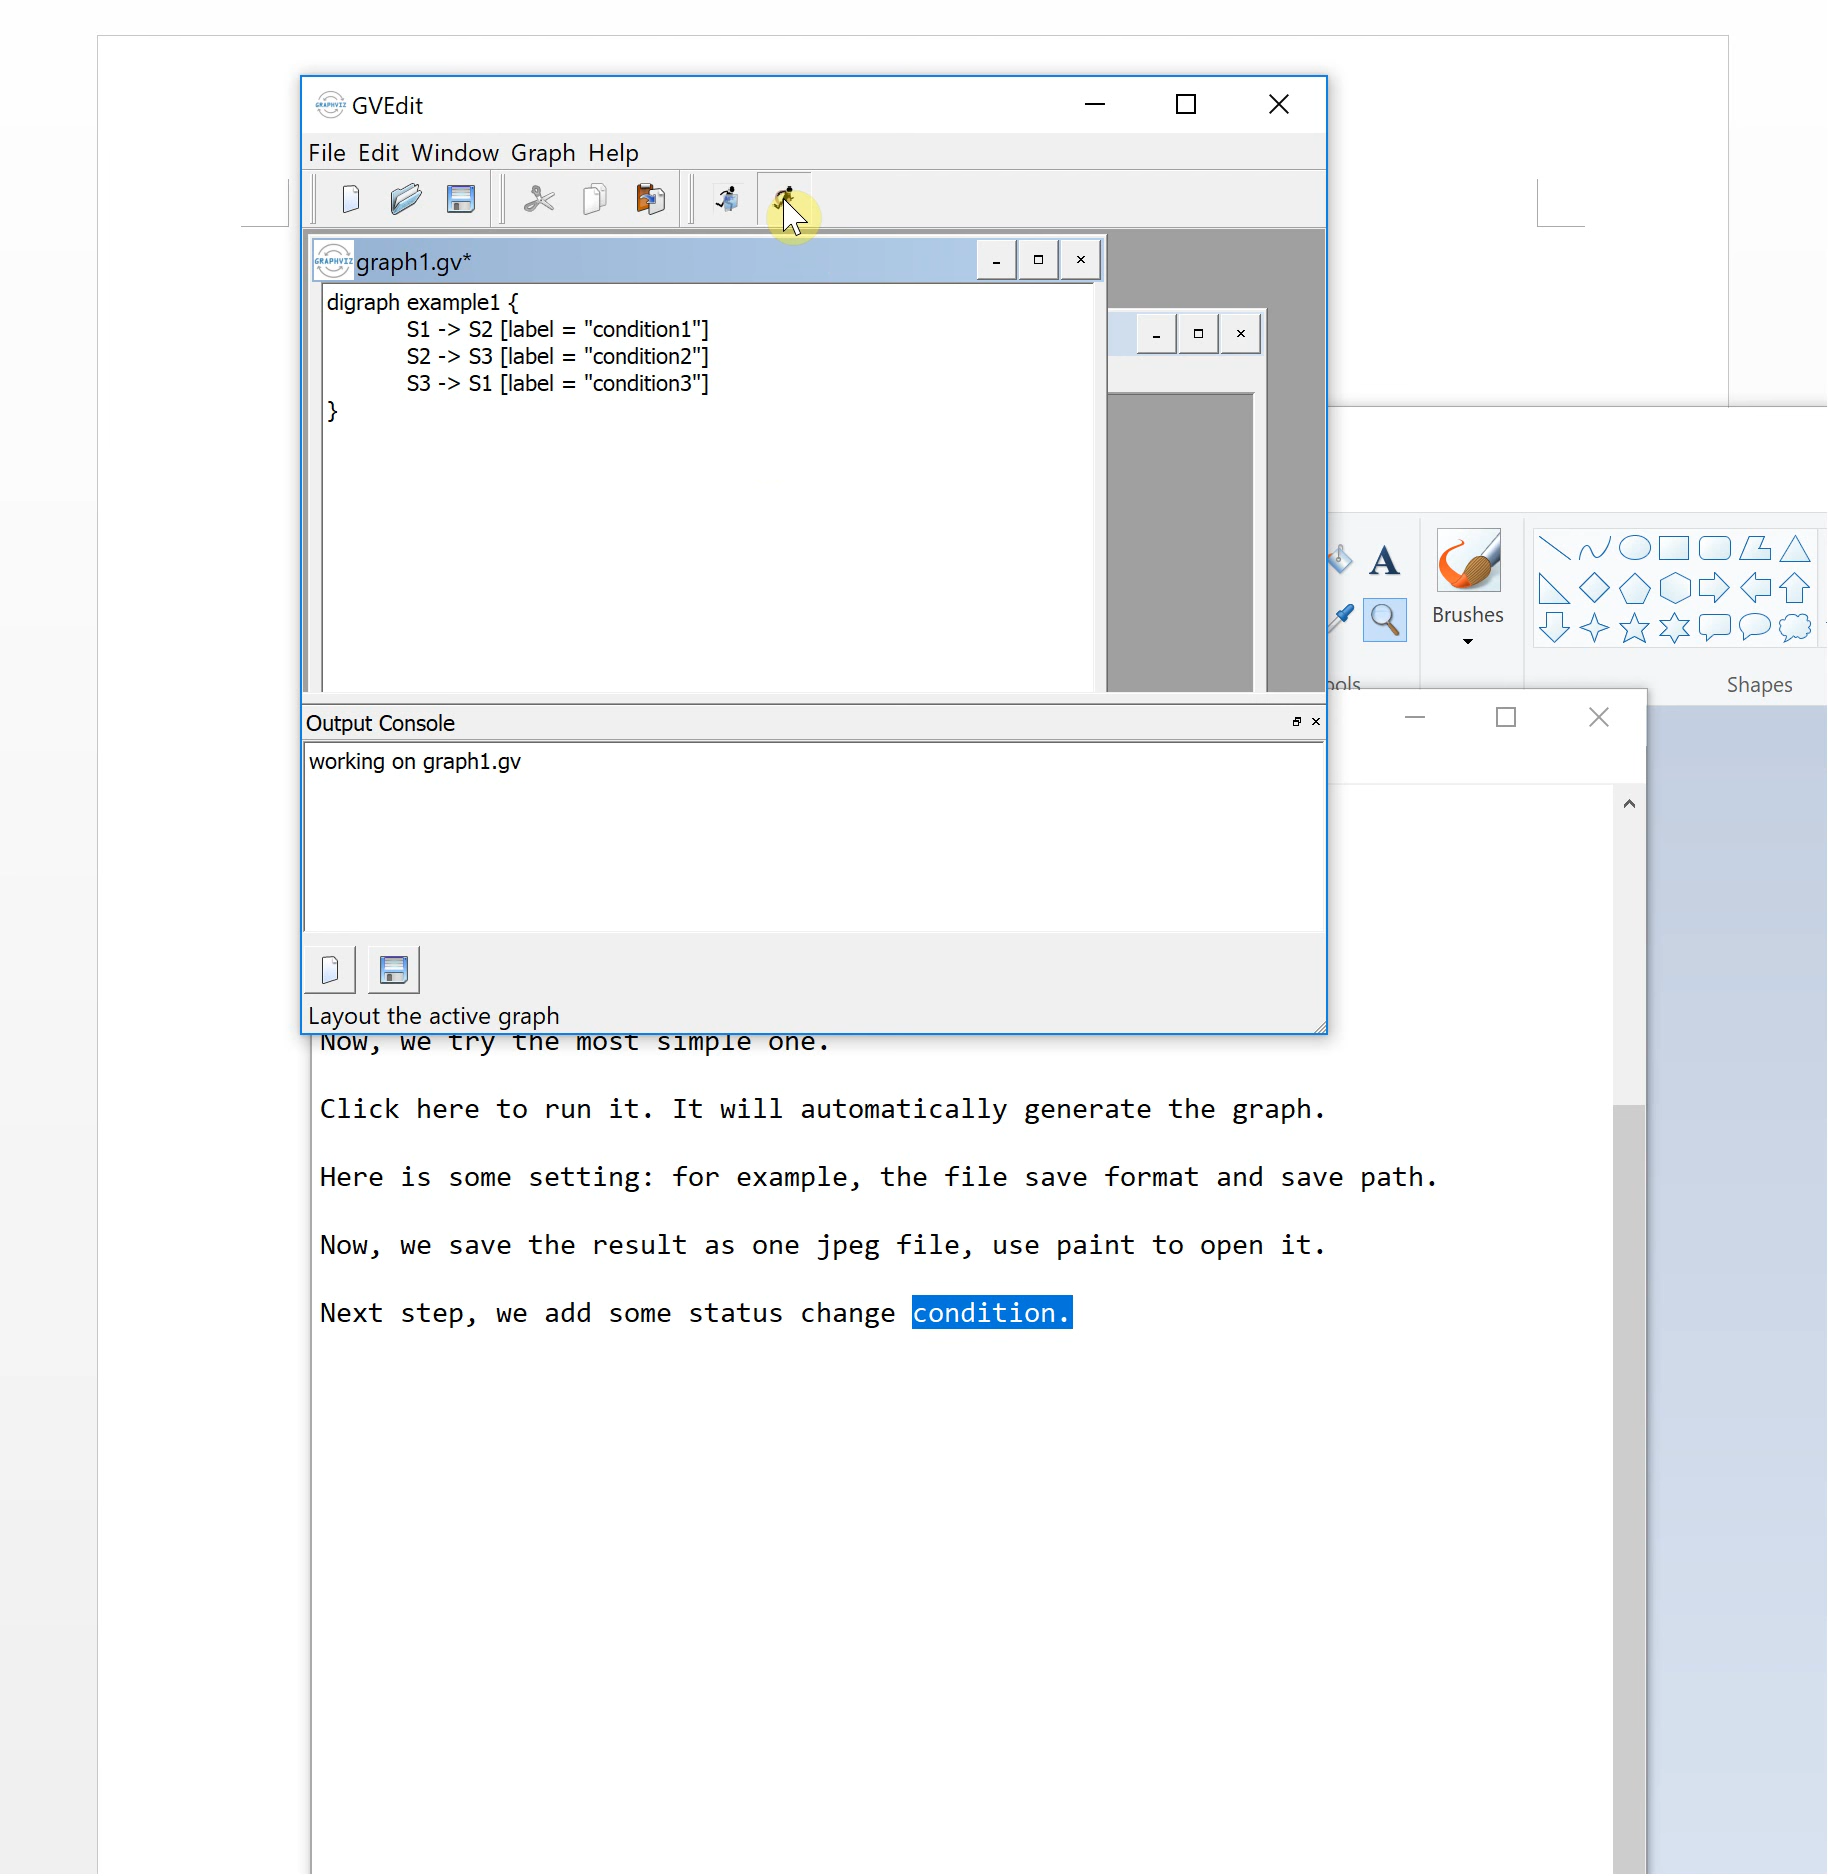 GRAPHVIZ GVEdit
File Edit Window Graph Help
GRAPHVIZ graph1.gv*
digraph example1 {
S1 -> S2 [label = "condition1"]
S2 -> S3 [label = "condition2"]
S3 -> S1 [label = "condition3"]
}
A
Brushes
ools
Shapes
Output Console
working on graph1.gv
Layout the active graph
Now, we try the most simple one.
Click here to run it. It will automatically generate the graph.
Here is some setting: for example, the file save format and save path.
Now, we save the result as one jpeg file, use paint to open it.
Next step, we add some status change condition.